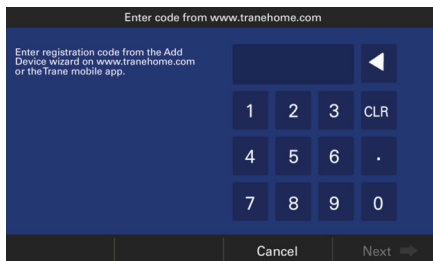 Enter code from www.tranehome.com
Enter registration code from the Add
Device wizard on www.tranehome.com
or the Trane mobile app.
1 2 3 CLR
4 5 6 .
7 8 9 0
Cancel Next